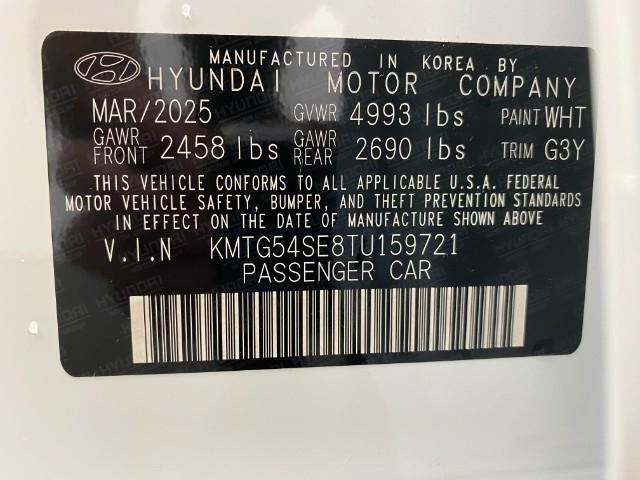 MANUFACTURED IN KOREA BY
HYUNDAI MOTOR COMPANY
MAR/2025 GVWR 4993 lbs PAINT WHT
GAWR FRONT 2458 lbs GAWR REAR 2690 lbs TRIM G3Y
THIS VEHICLE CONFORMS TO ALL APPLICABLE U.S.A. FEDERAL
MOTOR VEHICLE SAFETY, BUMPER, AND THEFT PREVENTION STANDARDS
IN EFFECT ON THE DATE OF MANUFACTURE SHOWN ABOVE
V.I.N KMTG54SE8TU159721
PASSENGER CAR